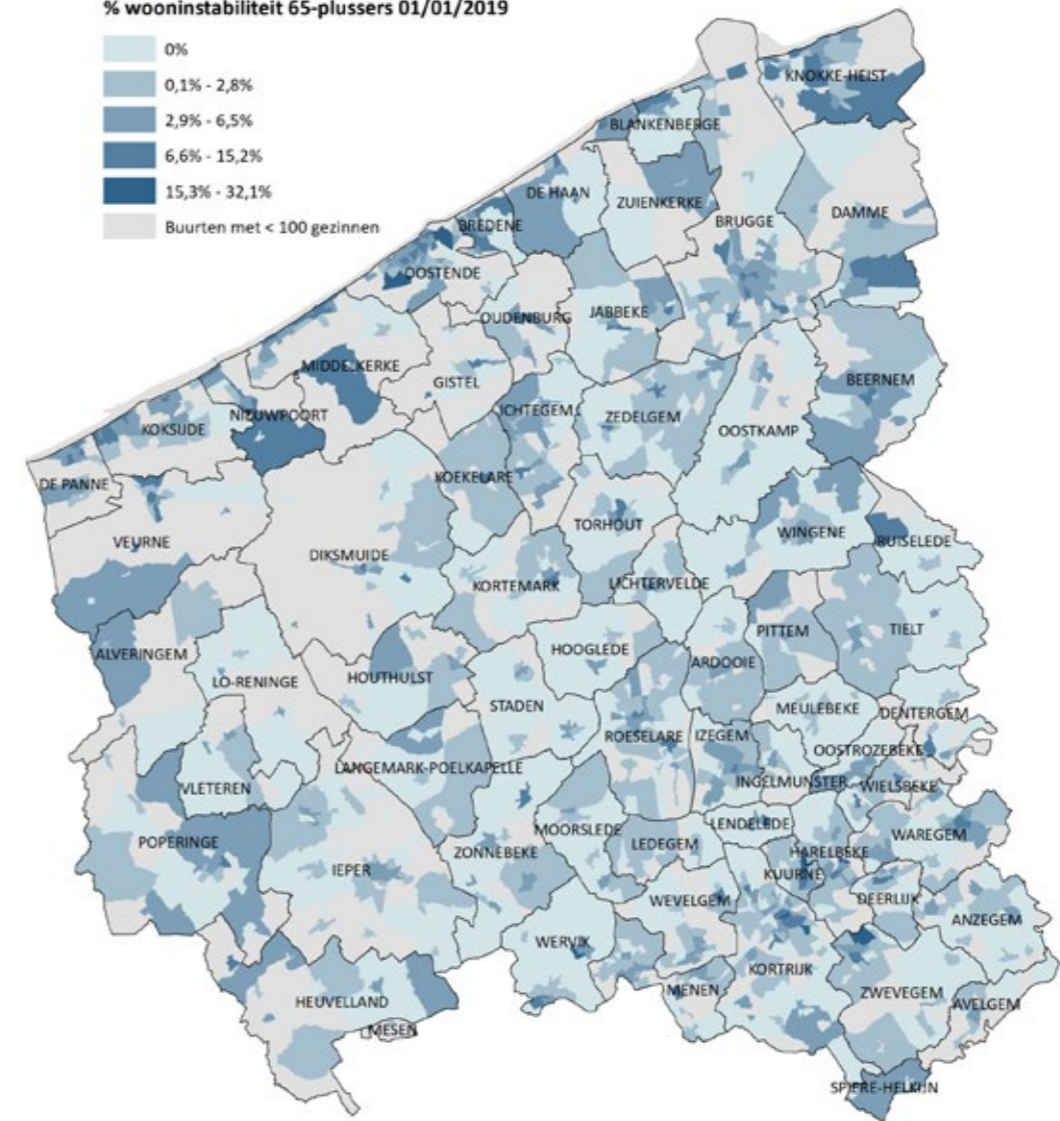 % wooninstabiliteit 65-plussers 01/01/2019
0%
0,1% - 2,8%
2,9% - 6,5%
6,6% - 15,2%
15,3% - 32,1%
Buurten met < 100 gezinnen
KNOKKE-HEIST
BLANKENBERGE
DE HAAN
ZUIENKERKE
BRUGGE
DAMME
BREDENE
OOSTENDE
OUDENBURG
JABBEKE
MIDDELKERKE
GISTEL
BEERNEM
NIEUWPOORT
ICHTEGEM
ZEDELGEM
KOKSIJDE
OOSTKAMP
DE PANNE
KOEKELARE
VEURNE
TORHOUT
WINGENE
RUISELEDE
DIKSMUIDE
KORTEMARK
LICHTERVELDE
ALVERINGEM
HOOGLEDE
PITTEM
TIELT
LO-RENINGE
HOUTHULST
ARDOOIE
STADEN
MEULEBEKE
DENTERGEM
ROESELARE
IZEGEM
OOSTROZEBEKE
LANGEMARK-POELKAPELLE
VLETEREN
INGELMUNSTER
WIELSBEKE
POPERINGE
MOORSLEDE
LENDELEDE
WAREGEM
ZONNEBEKE
LEDEGEM
HARELBEKE
IEPER
KUURNE
WEVELGEM
DEERLIJK
ANZEGEM
WERVIK
KORTRIJK
HEUVELLAND
MENEN
ZWEVEGEM
AVELGEM
MESEN
SPIERE-HELKIJN